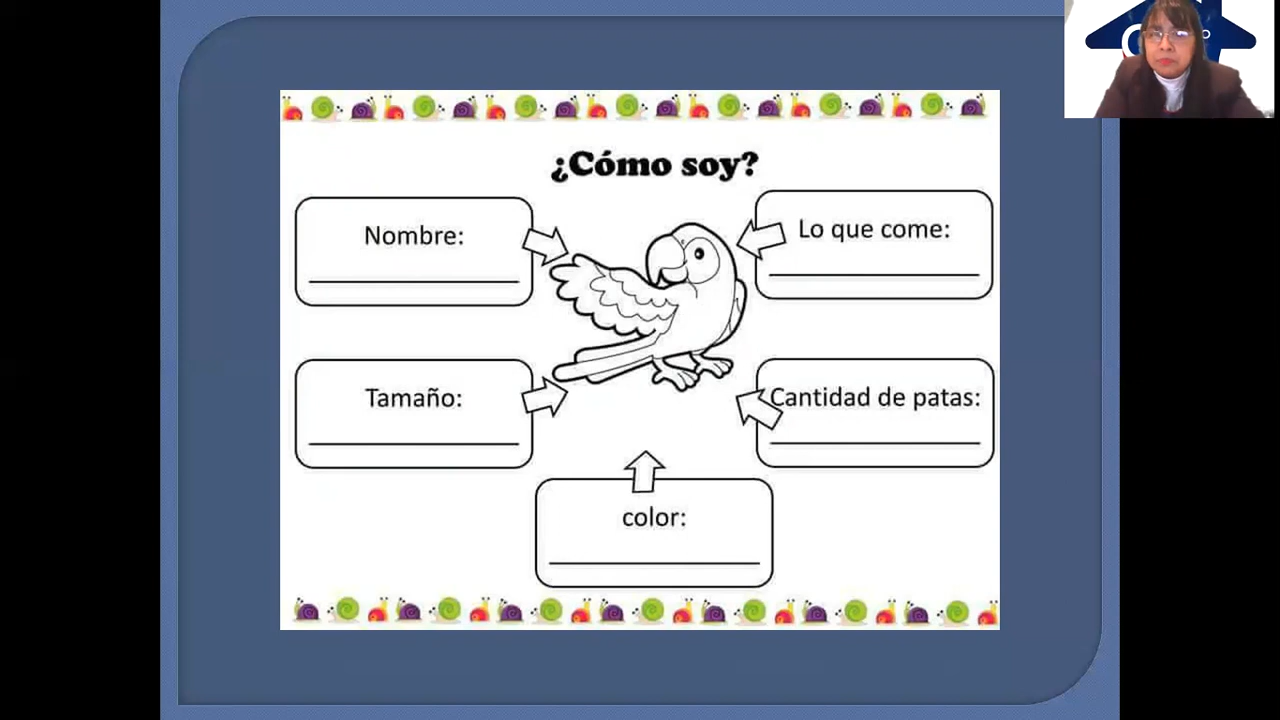 ¿Cómo soy?
Nombre:
Lo que come:
Tamaño:
Cantidad de patas:
color: